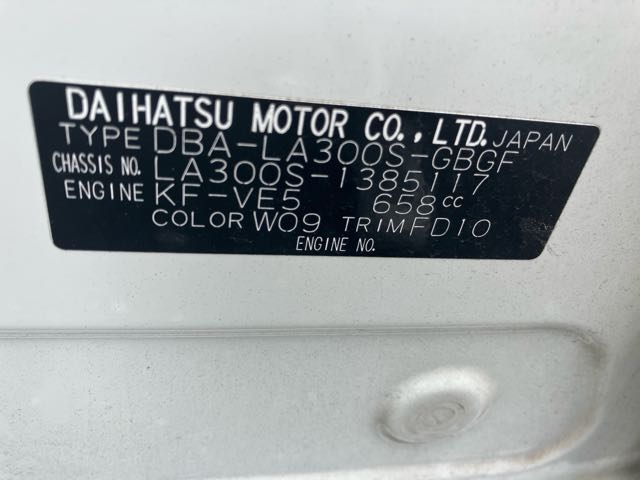 DAIHATSU MOTOR CO., LTD. JAPAN
TYPE DBA-LA300S-GBGF
CHASSIS NO. LA300S-1385117
ENGINE KF-VE5 658cc
COLOR W09 TRIM FD10
ENGINE NO.